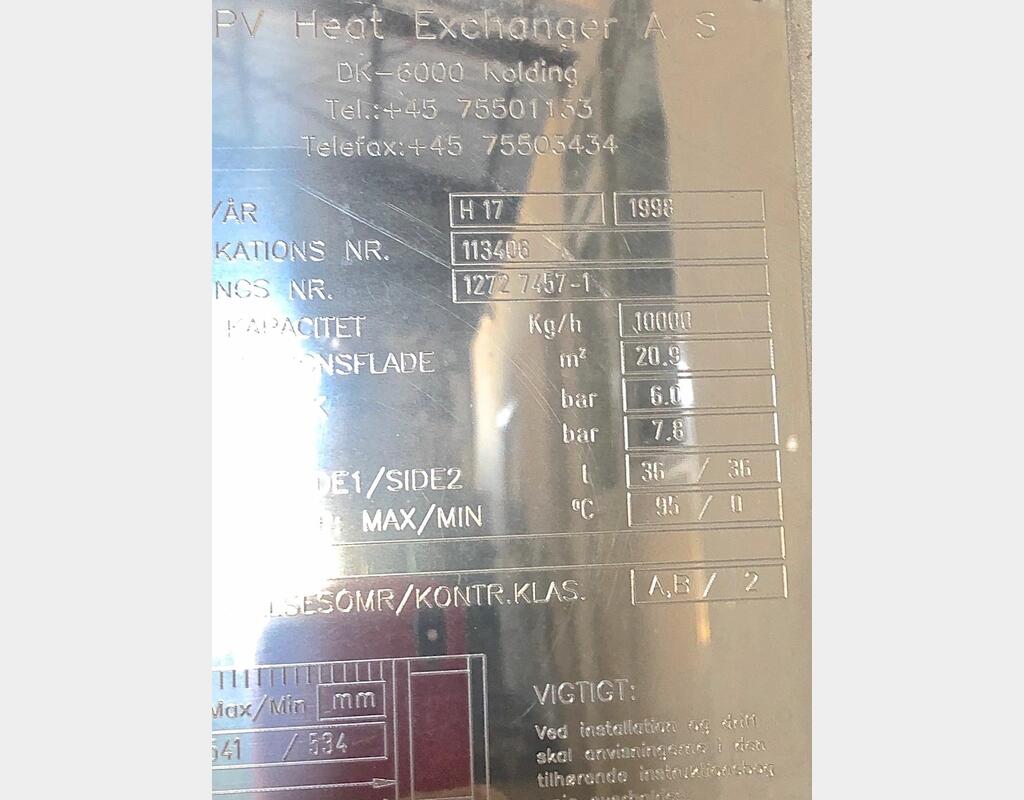 PV Heat Exchanger A S
DK-6000 Kolding
Tel.:+45 75501133
Telefax:+45 75503434
/ÅR H 17 1998
KATIONS NR. 113406
NGS NR. 1272 7457-1
KAPACITET Kg/h 10000
ONSFLADE m² 20.9
K bar 6.0
bar 7.8
DE1/SIDE2 l 36 / 36
MAX/MIN °C 95 / 0
LSESOMR/KONTR.KLAS. A,B / 2
Max/Min mm
541 / 534
VIGTIGT:
Ved installation og drift
skal anvisningerne i den
tilhørende instruktionsbog